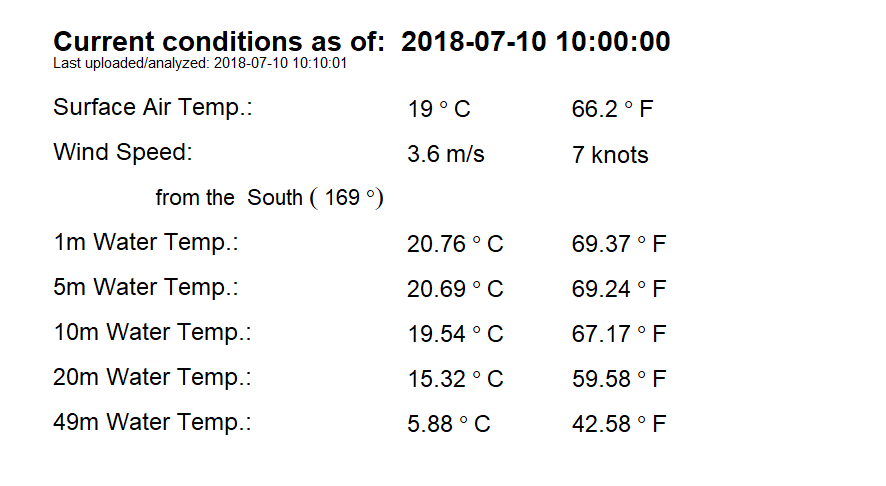 Current conditions as of: 2018-07-10 10:00:00
Last uploaded/analyzed: 2018-07-10 10:10:01
Surface Air Temp.: 19 ° C 66.2 ° F
Wind Speed: 3.6 m/s 7 knots
from the South ( 169 °)
1m Water Temp.: 20.76 ° C 69.37 ° F
5m Water Temp.: 20.69 ° C 69.24 ° F
10m Water Temp.: 19.54 ° C 67.17 ° F
20m Water Temp.: 15.32 ° C 59.58 ° F
49m Water Temp.: 5.88 ° C 42.58 ° F